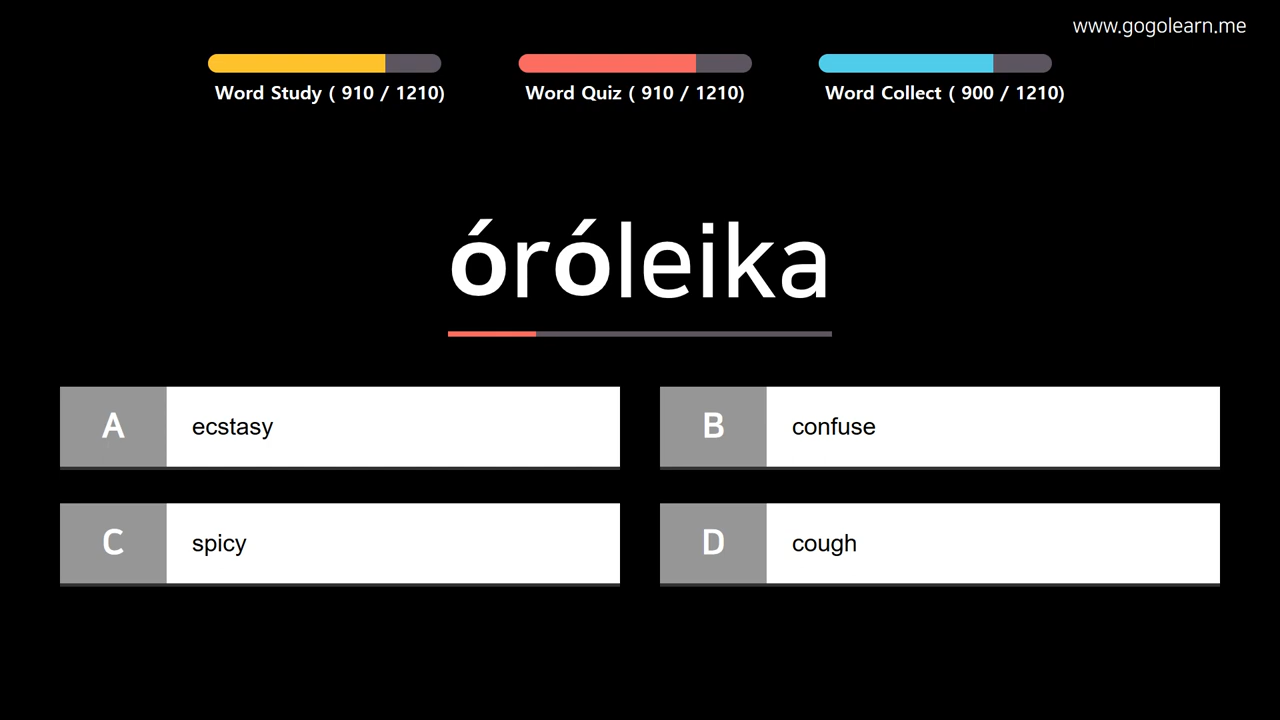 www.gogolearn.me
Word Study ( 910 / 1210)
Word Quiz ( 910 / 1210)
Word Collect ( 900 / 1210)
óróleika
A ecstasy
B confuse
C spicy
D cough